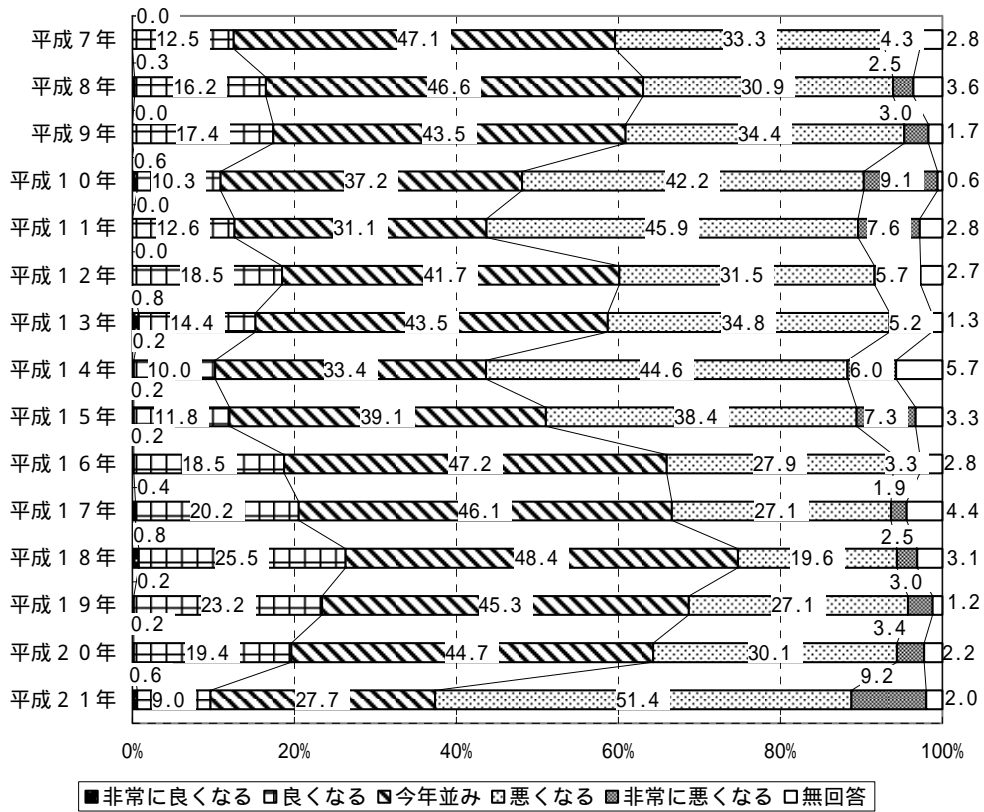 0.0
平成７年 12.5 47.1 33.3 4.3 2.8
0.3 2.5
平成８年 16.2 46.6 30.9 3.6
0.0 3.0
平成９年 17.4 43.5 34.4 1.7
0.6
平成１０年 10.3 37.2 42.2 9.1 0.6
0.0
平成１１年 12.6 31.1 45.9 7.6 2.8
0.0
平成１２年 18.5 41.7 31.5 5.7 2.7
0.8
平成１３年 14.4 43.5 34.8 5.2 1.3
0.2
平成１４年 10.0 33.4 44.6 6.0 5.7
0.2
平成１５年 11.8 39.1 38.4 7.3 3.3
0.2
平成１６年 18.5 47.2 27.9 3.3 2.8
0.4 1.9
平成１７年 20.2 46.1 27.1 4.4
0.8 2.5
平成１８年 25.5 48.4 19.6 3.1
0.2 3.0
平成１９年 23.2 45.3 27.1 1.2
0.2 3.4
平成２０年 19.4 44.7 30.1 2.2
0.6 9.2
平成２１年 9.0 27.7 51.4 2.0
0% 20% 40% 60% 80% 100%
非常に良くなる 良くなる 今年並み 悪くなる 非常に悪くなる 無回答